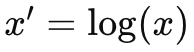 x′ = log(x)